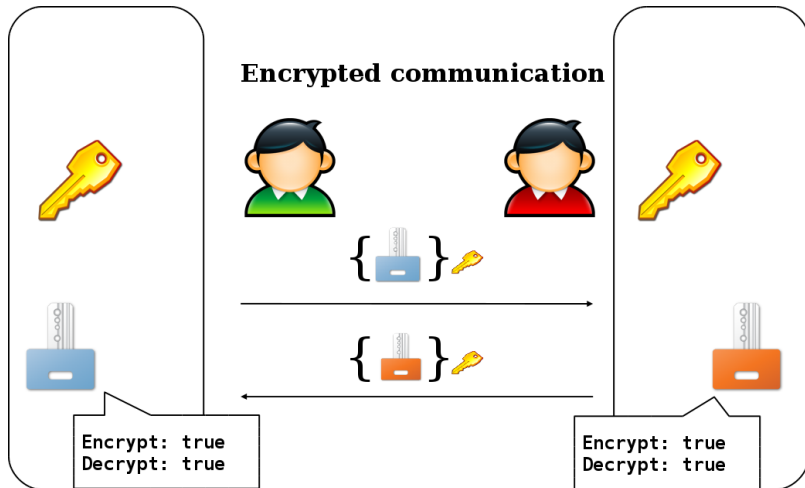 Encrypted communication
{ }
{ }
Encrypt: true
Decrypt: true
Encrypt: true
Decrypt: true